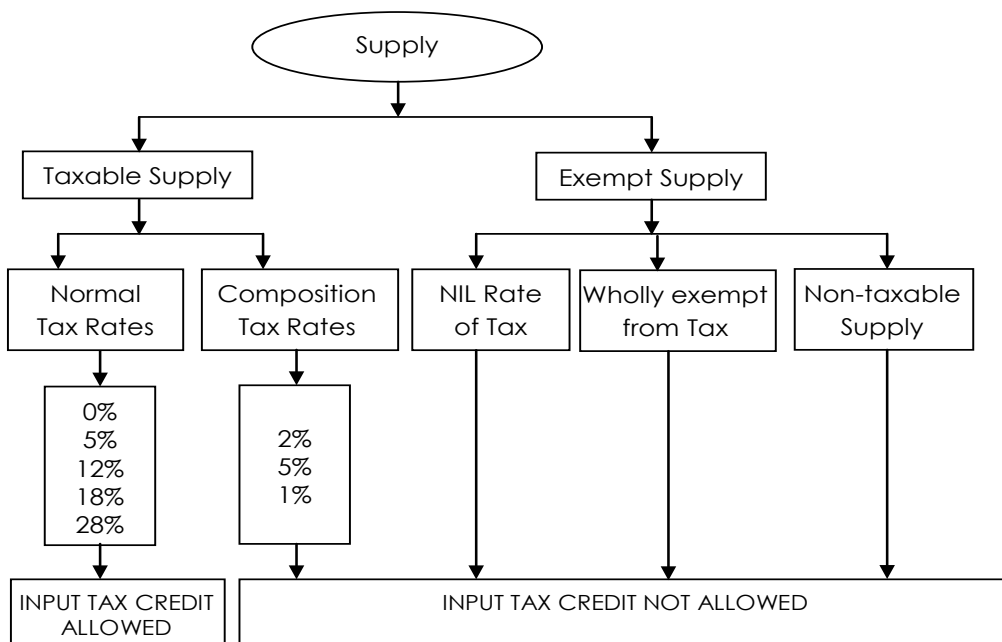 Supply
Taxable Supply
Exempt Supply
Normal
Tax Rates
Composition
Tax Rates
NIL Rate
of Tax
Wholly exempt
from Tax
Non-taxable
Supply
0%
5%
12%
18%
28%
2%
5%
1%
INPUT TAX CREDIT
ALLOWED
INPUT TAX CREDIT NOT ALLOWED